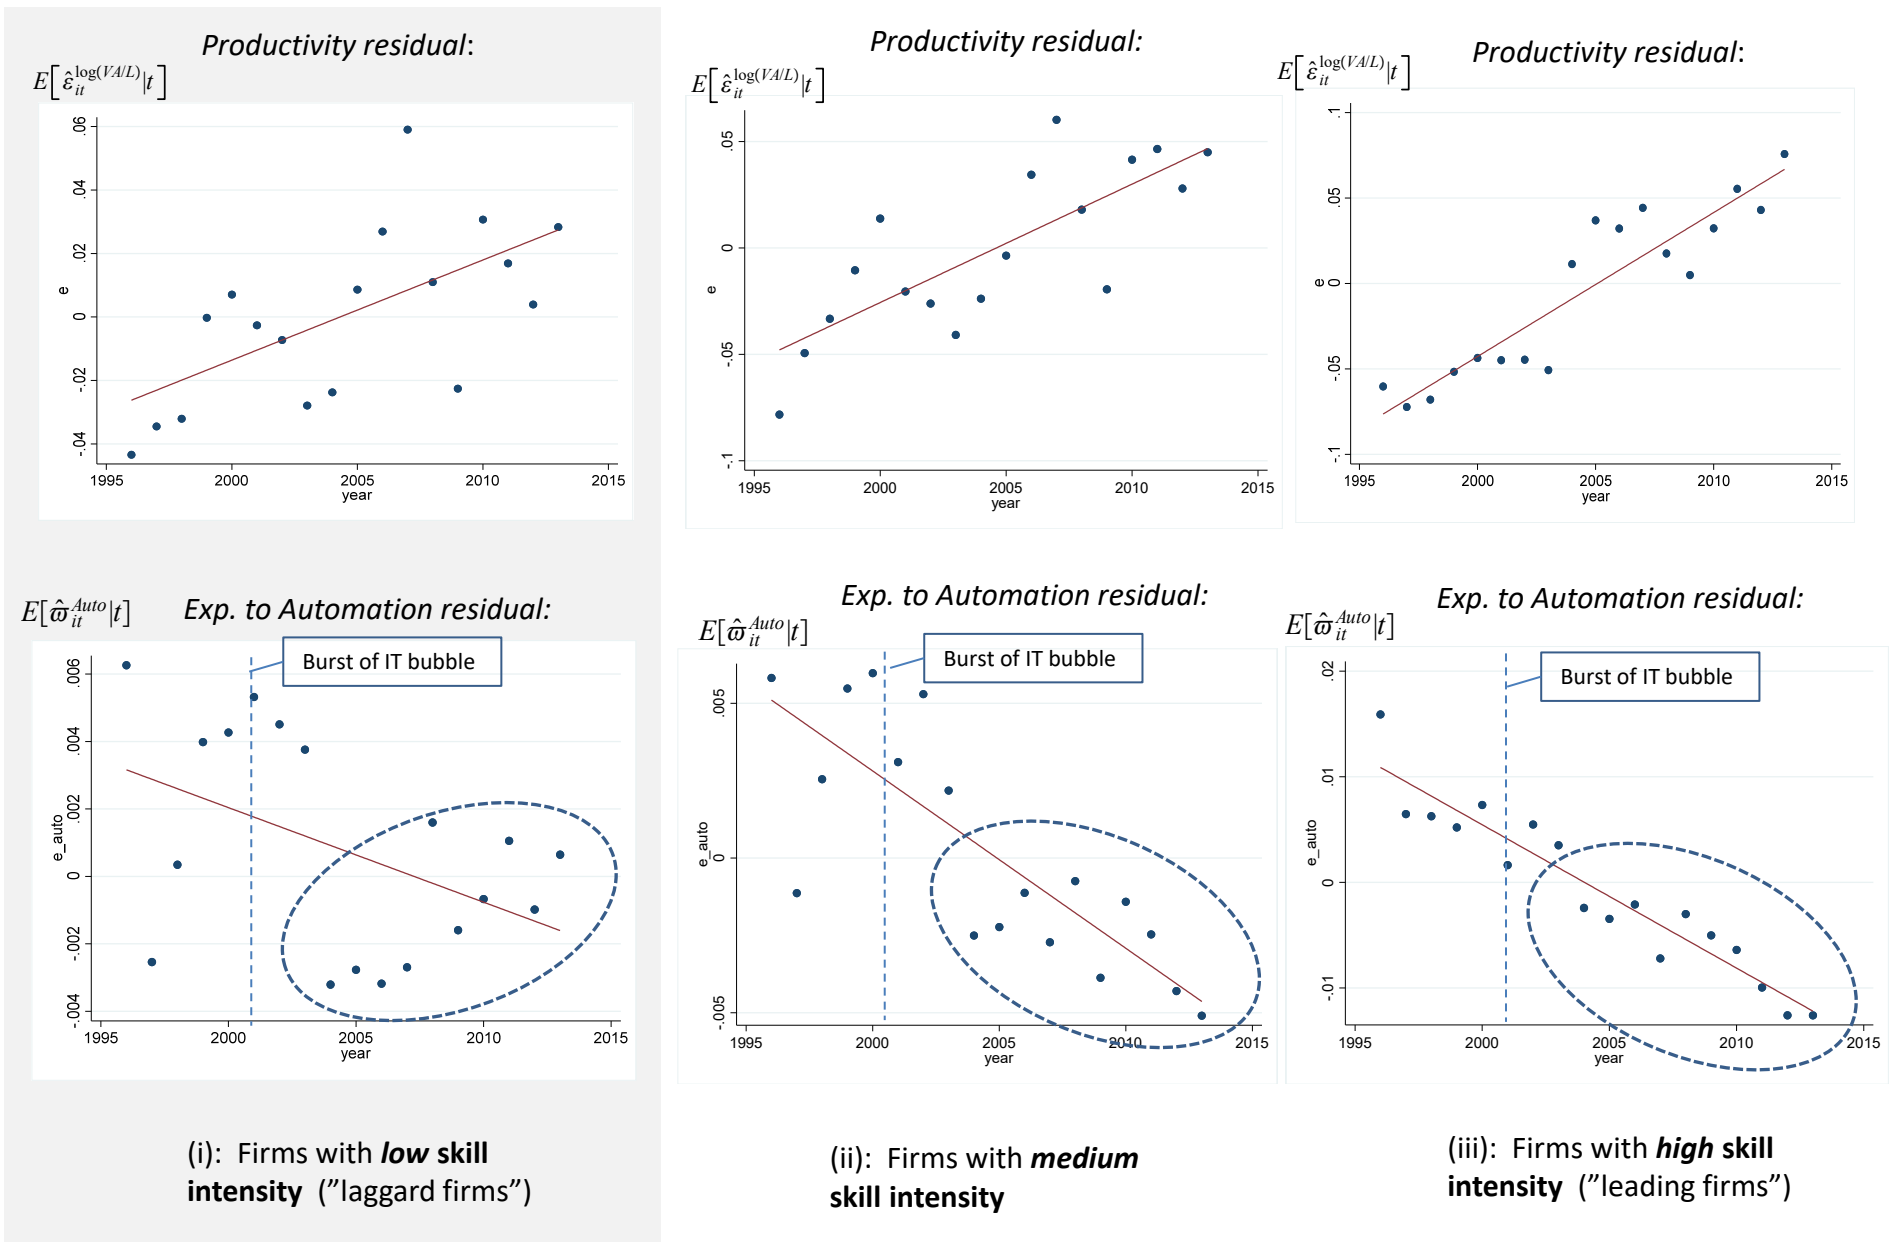 Productivity residual:
E[ε̂_it^log(VA/L)|t]
.06
.04
.02
0
-.02
-.04
e
1995 2000 2005 2010 2015
year
Productivity residual:
E[ε̂_it^log(VA/L)|t]
.05
0
-.05
-.1
e
1995 2000 2005 2010 2015
year
Productivity residual:
E[ε̂_it^log(VA/L)|t]
.1
.05
0
-.05
-.1
e
1995 2000 2005 2010 2015
year
Exp. to Automation residual:
E[ϖ̂_it^Auto|t]
Burst of IT bubble
.006
.004
.002
0
-.002
-.004
e_auto
1995 2000 2005 2010 2015
year
Exp. to Automation residual:
E[ϖ̂_it^Auto|t]
Burst of IT bubble
.005
0
-.005
e_auto
1995 2000 2005 2010 2015
year
Exp. to Automation residual:
E[ϖ̂_it^Auto|t]
Burst of IT bubble
.02
.01
0
-.01
e_auto
1995 2000 2005 2010 2015
year
(i): Firms with low skill
intensity (”laggard firms”)
(ii): Firms with medium
skill intensity
(iii): Firms with high skill
intensity (”leading firms”)